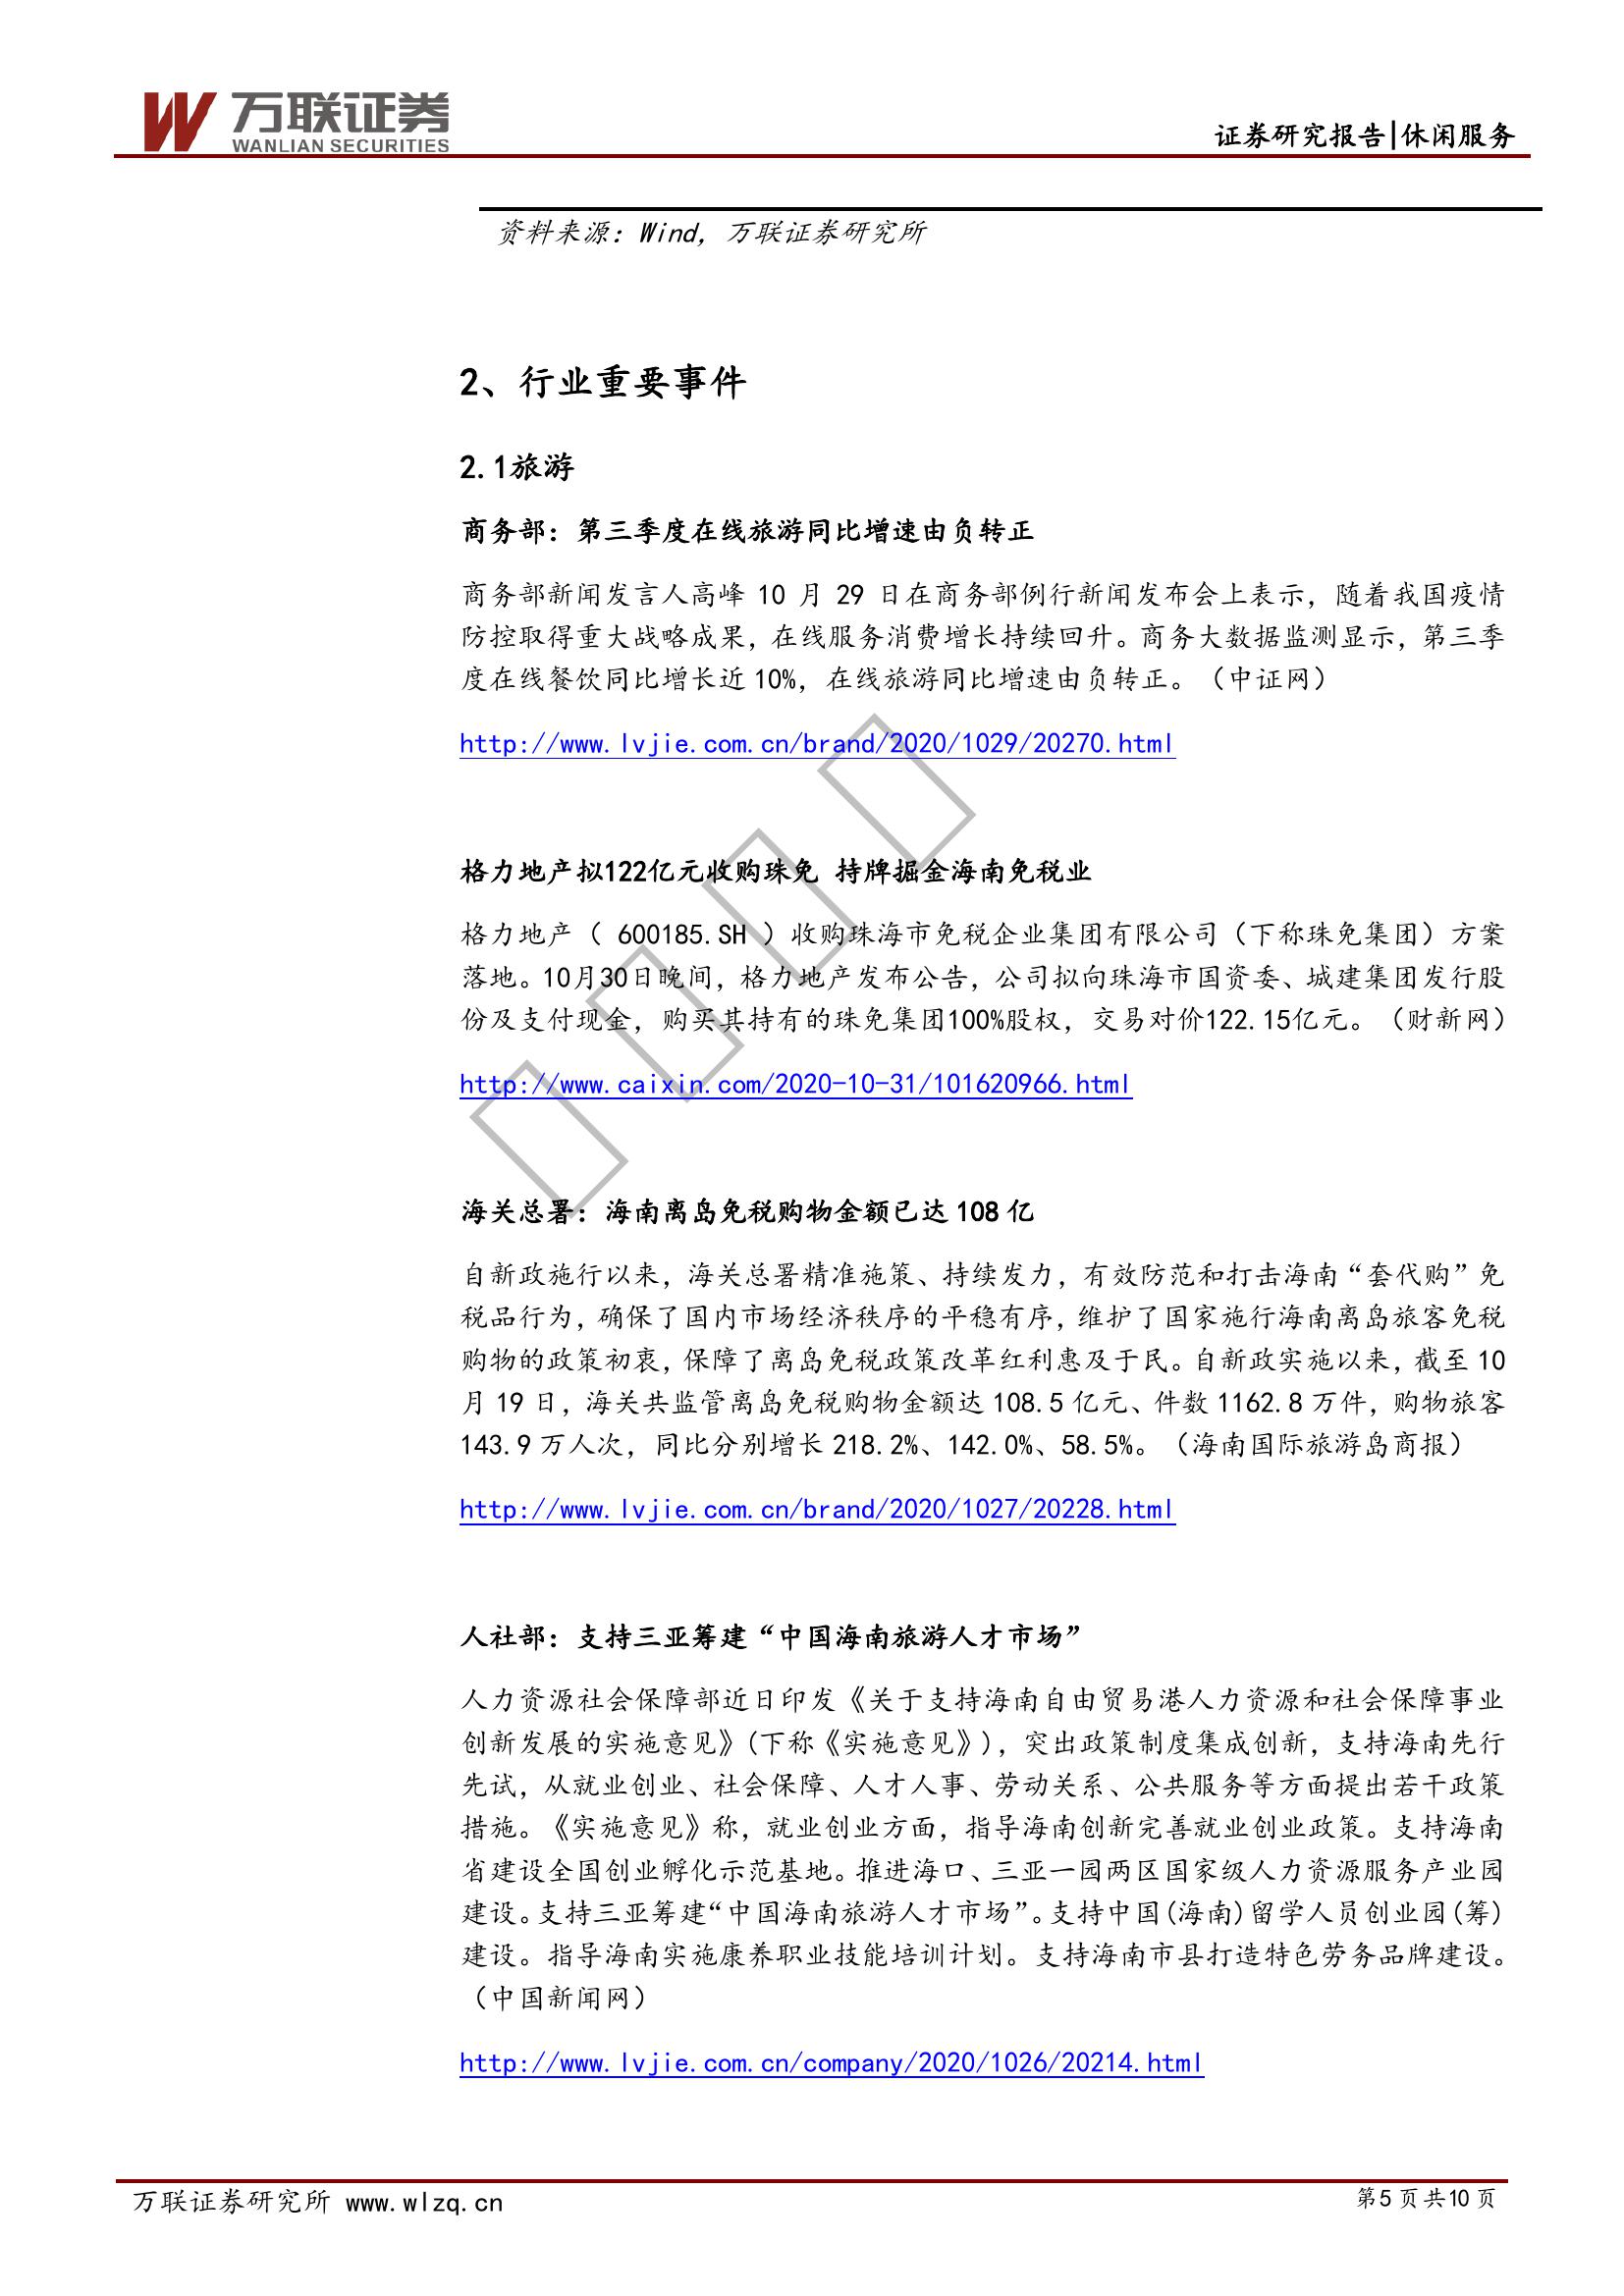 万联证券
WANLIAN SECURITIES
证券研究报告|休闲服务
资料来源：Wind，万联证券研究所
2、行业重要事件
2.1旅游
商务部：第三季度在线旅游同比增速由负转正
商务部新闻发言人高峰 10 月 29 日在商务部例行新闻发布会上表示，随着我国疫情
防控取得重大战略成果，在线服务消费增长持续回升。商务大数据监测显示，第三季
度在线餐饮同比增长近 10%，在线旅游同比增速由负转正。（中证网）
http://www.lvjie.com.cn/brand/2020/1029/20270.html
格力地产拟122亿元收购珠免 持牌掘金海南免税业
格力地产（ 600185.SH ）收购珠海市免税企业集团有限公司（下称珠免集团）方案
落地。10月30日晚间，格力地产发布公告，公司拟向珠海市国资委、城建集团发行股
份及支付现金，购买其持有的珠免集团100%股权，交易对价122.15亿元。（财新网）
http://www.caixin.com/2020-10-31/101620966.html
海关总署：海南离岛免税购物金额已达 108 亿
自新政施行以来，海关总署精准施策、持续发力，有效防范和打击海南“套代购”免
税品行为，确保了国内市场经济秩序的平稳有序，维护了国家施行海南离岛旅客免税
购物的政策初衷，保障了离岛免税政策改革红利惠及于民。自新政实施以来，截至 10
月 19 日，海关共监管离岛免税购物金额达 108.5 亿元、件数 1162.8 万件，购物旅客
143.9 万人次，同比分别增长 218.2%、142.0%、58.5%。（海南国际旅游岛商报）
http://www.lvjie.com.cn/brand/2020/1027/20228.html
人社部：支持三亚筹建“中国海南旅游人才市场”
人力资源社会保障部近日印发《关于支持海南自由贸易港人力资源和社会保障事业
创新发展的实施意见》(下称《实施意见》)，突出政策制度集成创新，支持海南先行
先试，从就业创业、社会保障、人才人事、劳动关系、公共服务等方面提出若干政策
措施。《实施意见》称，就业创业方面，指导海南创新完善就业创业政策。支持海南
省建设全国创业孵化示范基地。推进海口、三亚一园两区国家级人力资源服务产业园
建设。支持三亚筹建“中国海南旅游人才市场”。支持中国(海南)留学人员创业园(筹)
建设。指导海南实施康养职业技能培训计划。支持海南市县打造特色劳务品牌建设。
（中国新闻网）
http://www.lvjie.com.cn/company/2020/1026/20214.html
万联证券研究所 www.wlzq.cn
第5 页共10 页